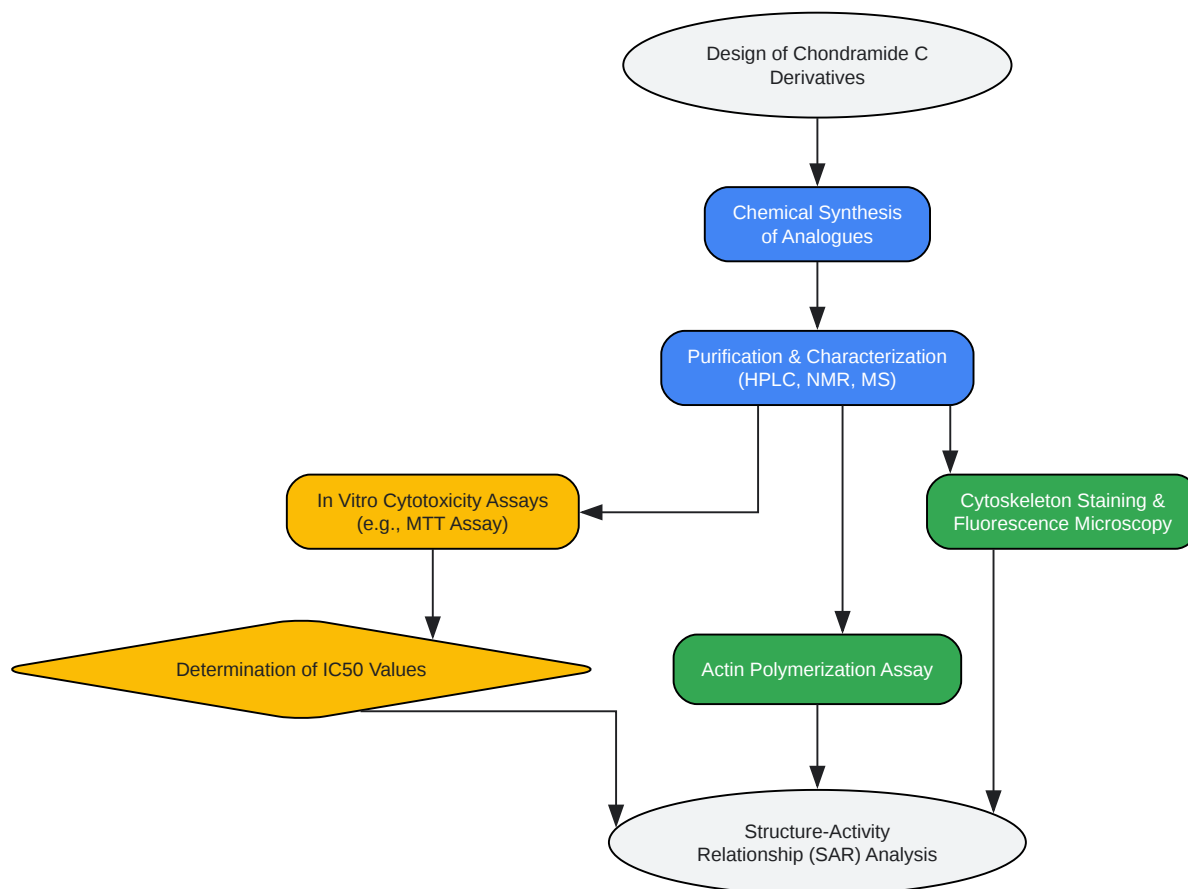 Design of Chondramide C
Derivatives
Chemical Synthesis
of Analogues
Purification & Characterization
(HPLC, NMR, MS)
In Vitro Cytotoxicity Assays
(e.g., MTT Assay)
Cytoskeleton Staining &
Fluorescence Microscopy
Determination of IC50 Values
Actin Polymerization Assay
Structure-Activity
Relationship (SAR) Analysis